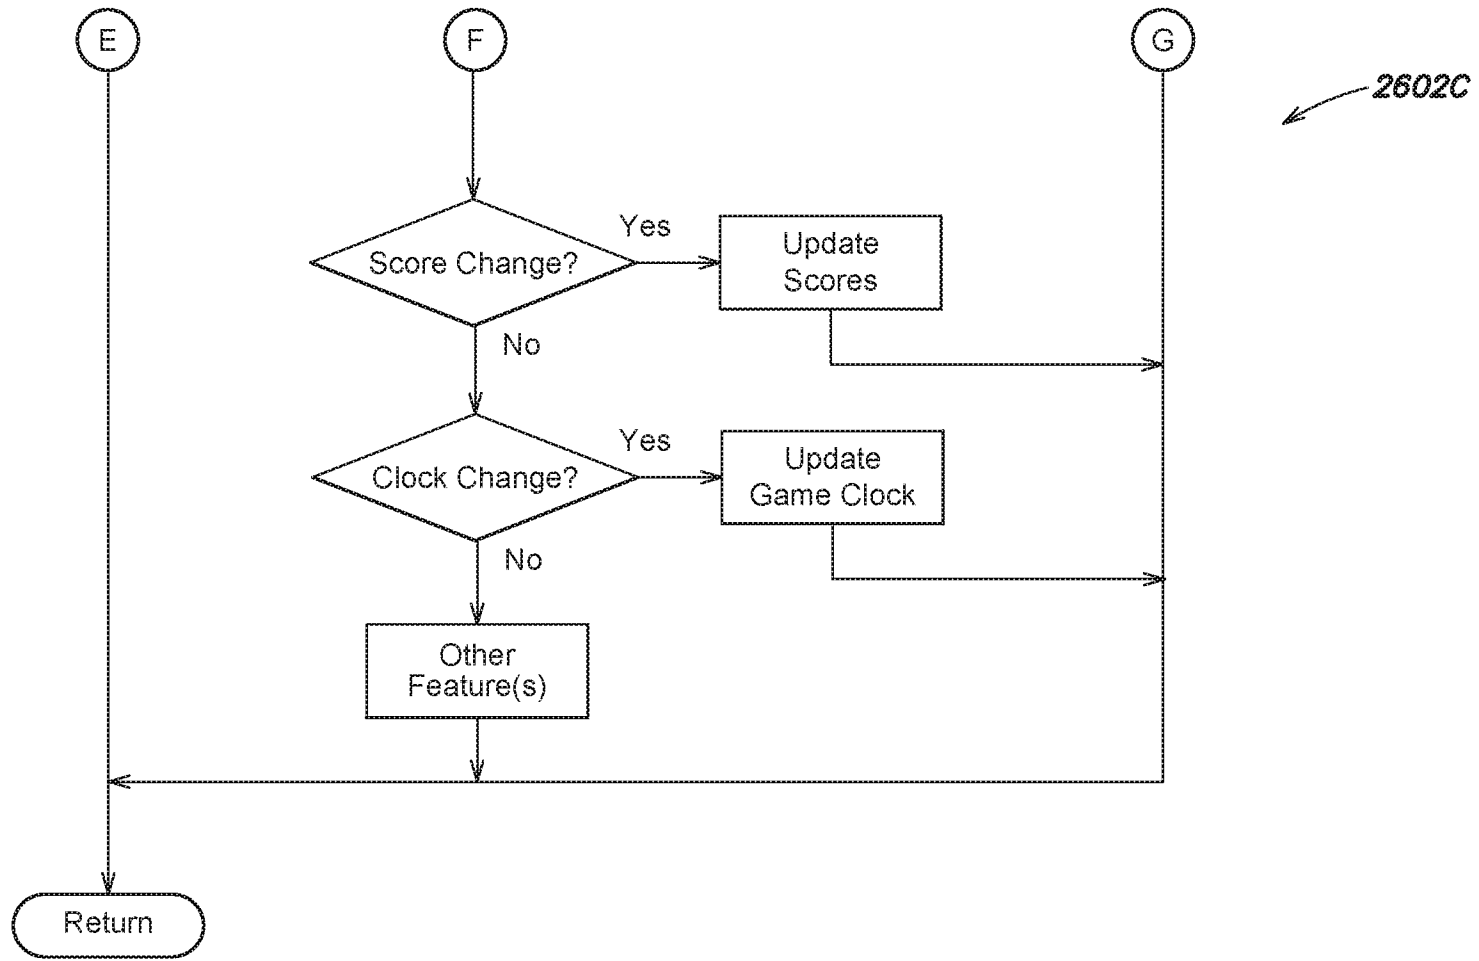 E
F
G
2602C
Score Change?
Yes
Update
Scores
No
Clock Change?
Yes
Update
Game Clock
No
Other
Feature(s)
Return